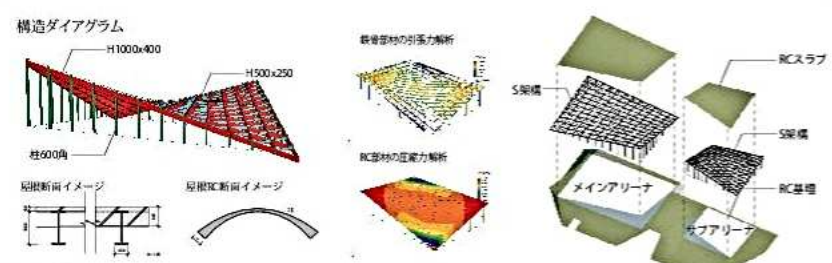 構造ダイアグラム
H1000x400
H500x250
柱600角
屋根断面イメージ
屋根RC断面イメージ
鉄骨部材の引張力解析
RC部材の圧縮力解析
RCスラブ
S架構
S架構
RC基壇
メインアリーナ
サブアリーナ